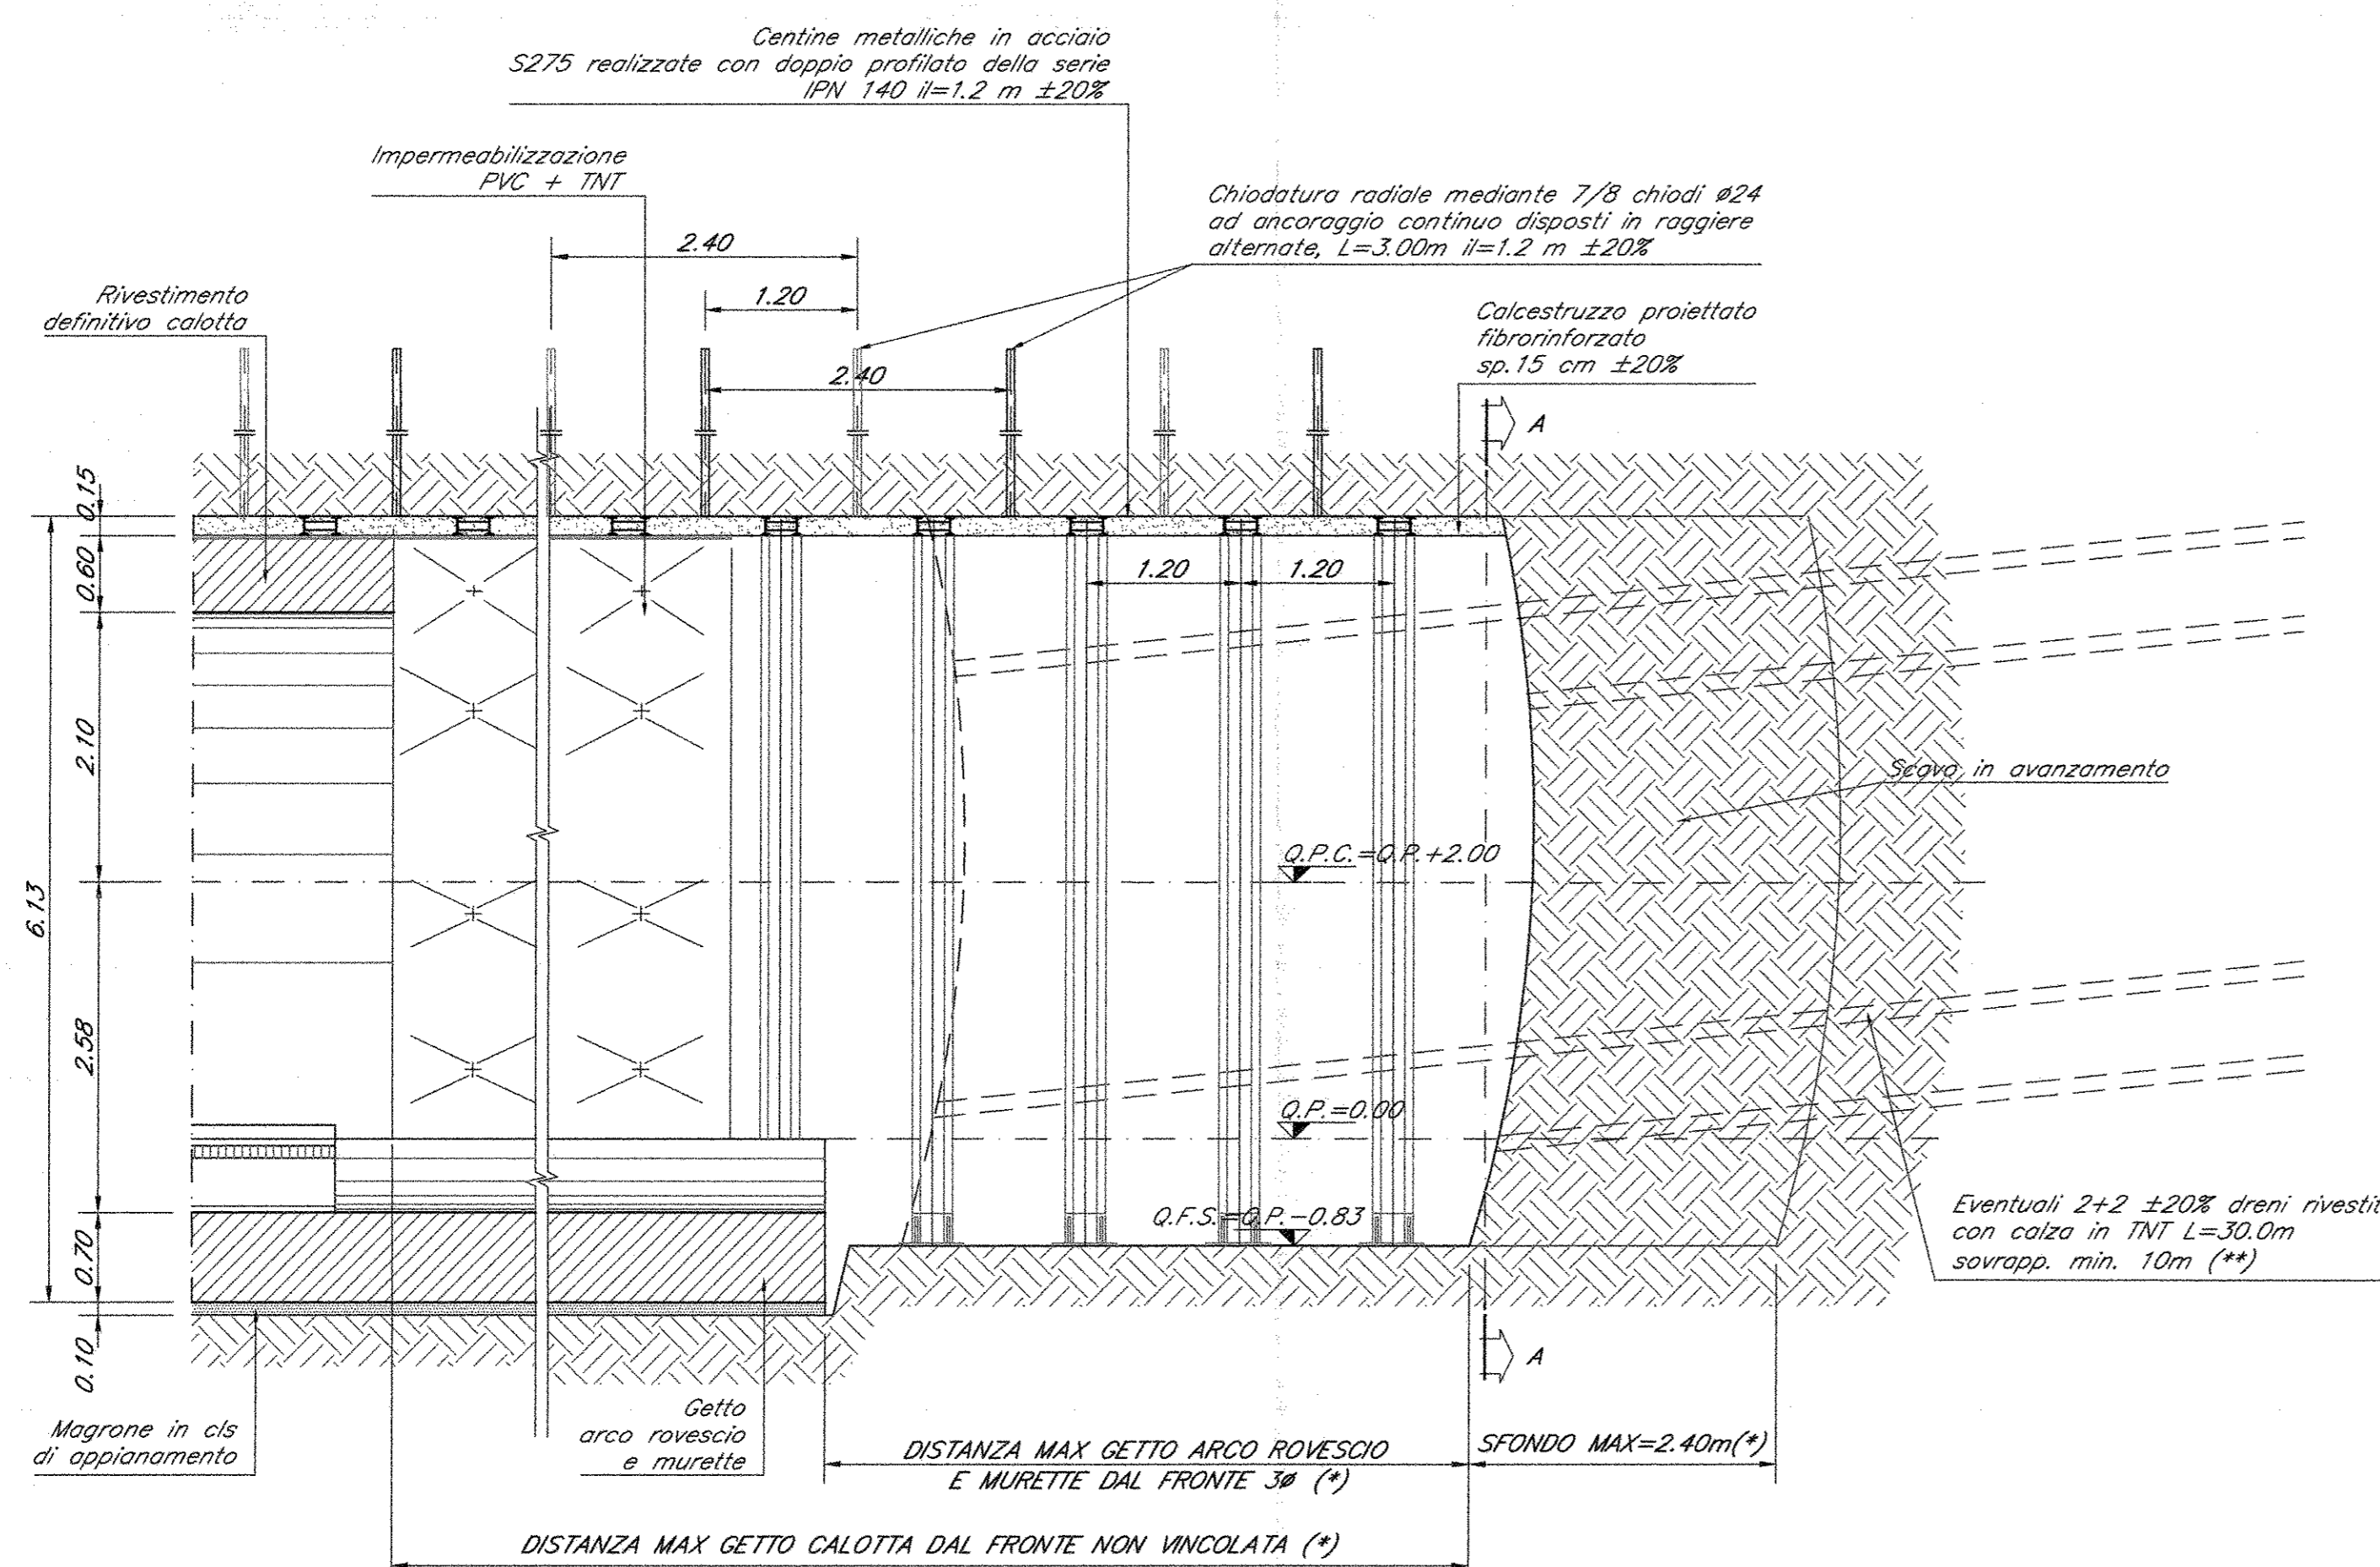 Centine metalliche in acciaio
S275 realizzate con doppio profilato della serie
IPN 140 il=1.2 m ±20%
Impermeabilizzazione
PVC + TNT
Chiodatura radiale mediante 7/8 chiodi ø24
ad ancoraggio continuo disposti in raggiere
alternate, L=3.00m il=1.2 m ±20%
2.40
Rivestimento
definitivo calotta
1.20
Calcestruzzo proiettato
fibrorinforzato
sp.15 cm ±20%
2.40
A
0.15
0.60
1.20
1.20
2.10
Scavo in avanzamento
Q.P.C.=Q.P.+2.00
6.13
2.58
Q.P.=0.00
Q.F.S.=Q.P.-0.83
Eventuali 2+2 ±20% dreni rivestit
con calza in TNT L=30.0m
sovrapp. min. 10m (**)
0.70
0.10
A
Magrone in cls
di appianamento
Getto
arco rovescio
e murette
DISTANZA MAX GETTO ARCO ROVESCIO
E MURETTE DAL FRONTE 3ø (*)
SFONDO MAX=2.40m(*)
DISTANZA MAX GETTO CALOTTA DAL FRONTE NON VINCOLATA (*)